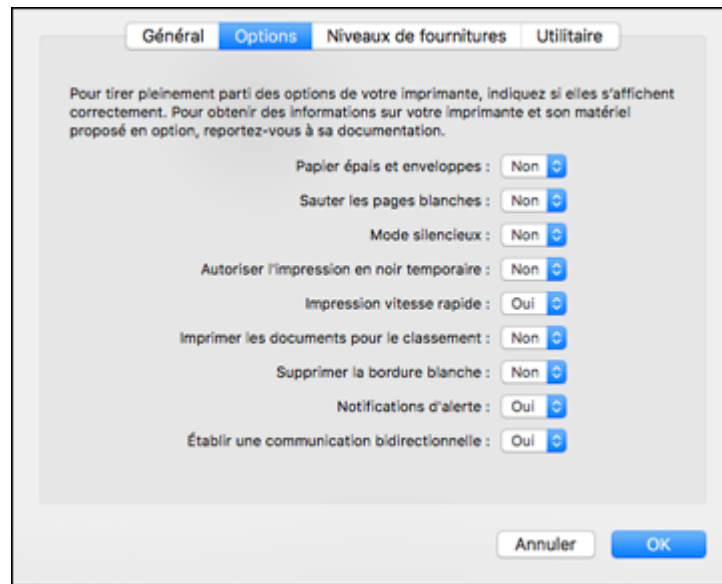 Général Options Niveaux de fournitures Utilitaire
Pour tirer pleinement parti des options de votre imprimante, indiquez si elles s'affichent
correctement. Pour obtenir des informations sur votre imprimante et son matériel
proposé en option, reportez-vous à sa documentation.
Papier épais et enveloppes : Non
Sauter les pages blanches : Non
Mode silencieux : Non
Autoriser l'impression en noir temporaire : Non
Impression vitesse rapide : Oui
Imprimer les documents pour le classement : Non
Supprimer la bordure blanche : Non
Notifications d'alerte : Oui
Établir une communication bidirectionnelle : Oui
Annuler OK